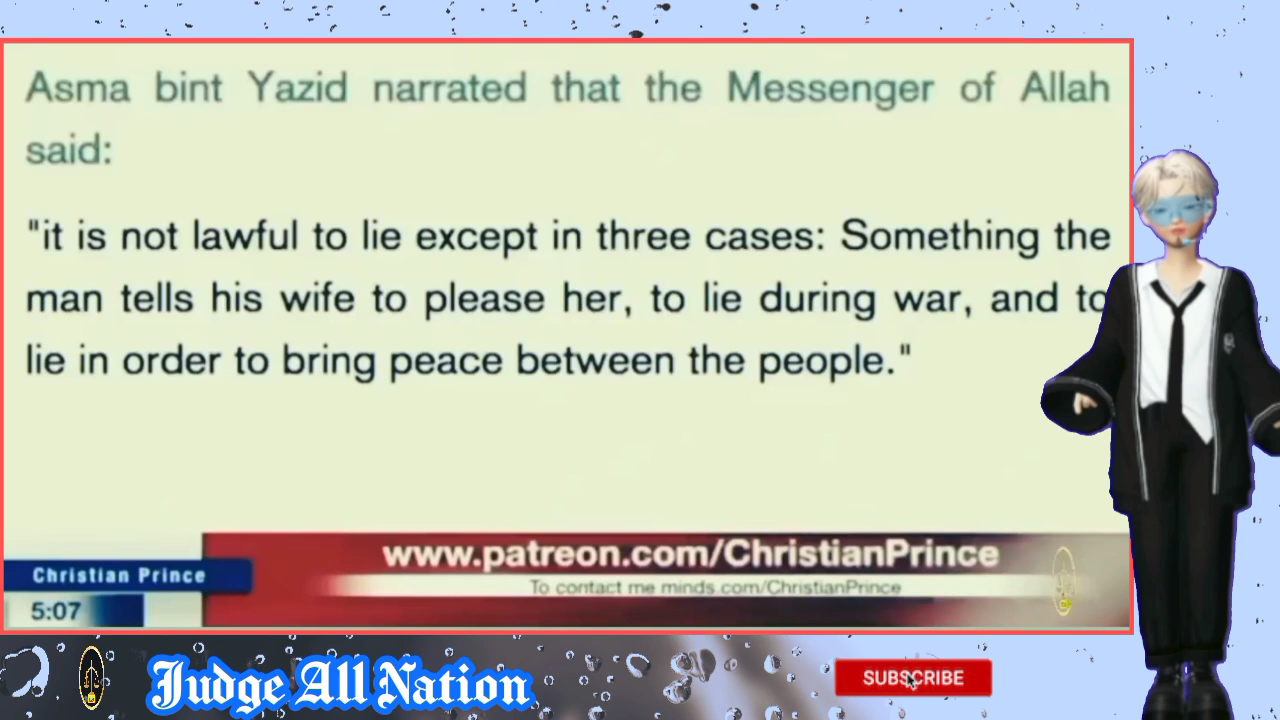 Asma bint Yazid narrated that the Messenger of Allah
said:
"it is not lawful to lie except in three cases: Something the
man tells his wife to please her, to lie during war, and to
lie in order to bring peace between the people."
www.patreon.com/ChristianPrince
Christian Prince
To contact me minds.com/ChristianPrince
5:07
Judge All Nation
SUBSCRIBE